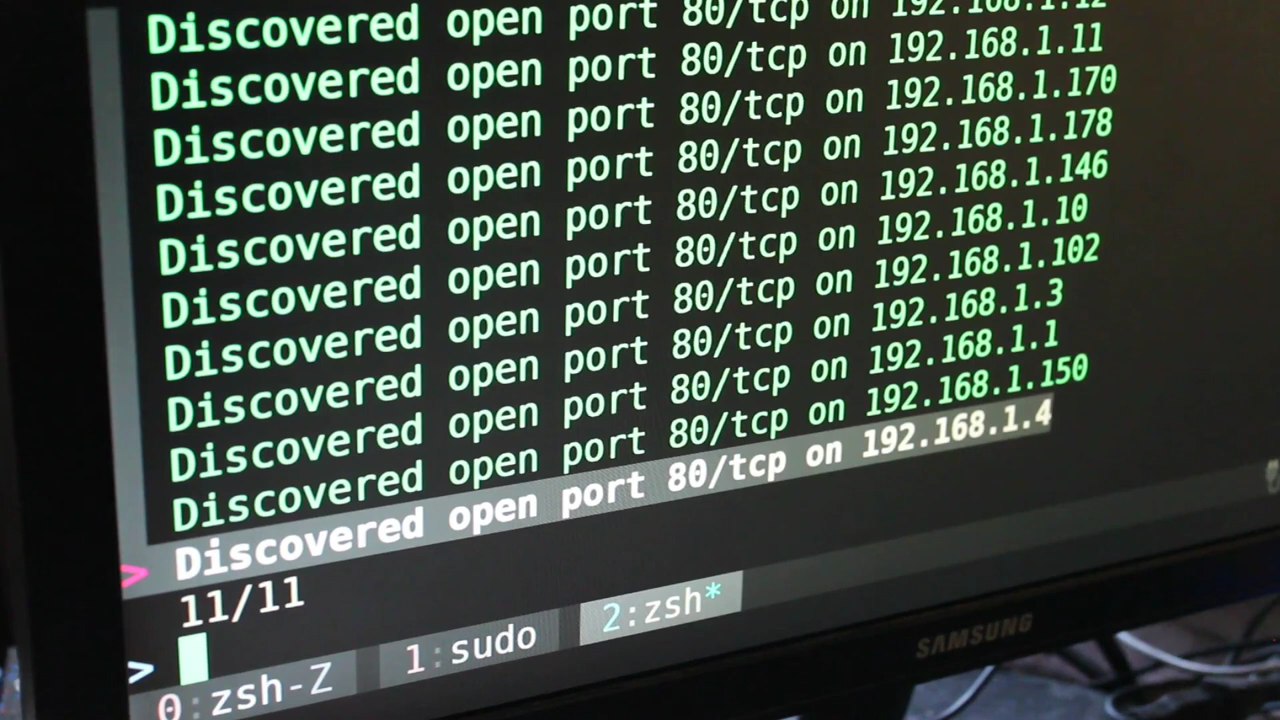 Discovered open port 80/tcp on 192.168.1.12
Discovered open port 80/tcp on 192.168.1.11
Discovered open port 80/tcp on 192.168.1.170
Discovered open port 80/tcp on 192.168.1.178
Discovered open port 80/tcp on 192.168.1.146
Discovered open port 80/tcp on 192.168.1.10
Discovered open port 80/tcp on 192.168.1.102
Discovered open port 80/tcp on 192.168.1.3
Discovered open port 80/tcp on 192.168.1.1
Discovered open port 80/tcp on 192.168.1.150
> Discovered open port 80/tcp on 192.168.1.4
11/11
>
0:zsh-Z 1:sudo 2:zsh*
SAMSUNG